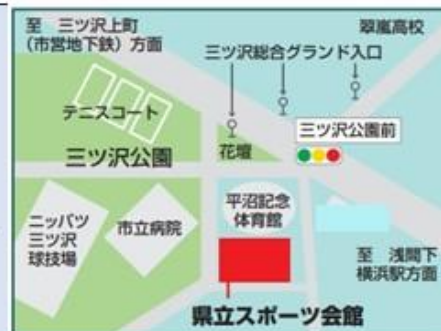 至 三ツ沢上町
（市営地下鉄）方面
翠嵐高校
三ツ沢総合グランド入口
テニスコート
三ツ沢公園前
三ツ沢公園
花壇
平沼記念
体育館
ニッパツ
三ツ沢
球技場
市立病院
至 浅間下
横浜駅方面
県立スポーツ会館